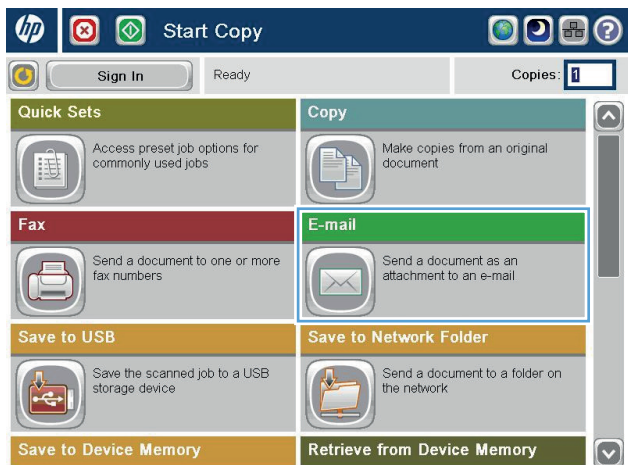 hp
Start Copy
?
Sign In
Ready
Copies: 1
Quick Sets
Access preset job options for
commonly used jobs
Copy
Make copies from an original
document
Fax
Send a document to one or more
fax numbers
E-mail
Send a document as an
attachment to an e-mail
Save to USB
Save the scanned job to a USB
storage device
Save to Network Folder
Send a document to a folder on
the network
Save to Device Memory
Retrieve from Device Memory